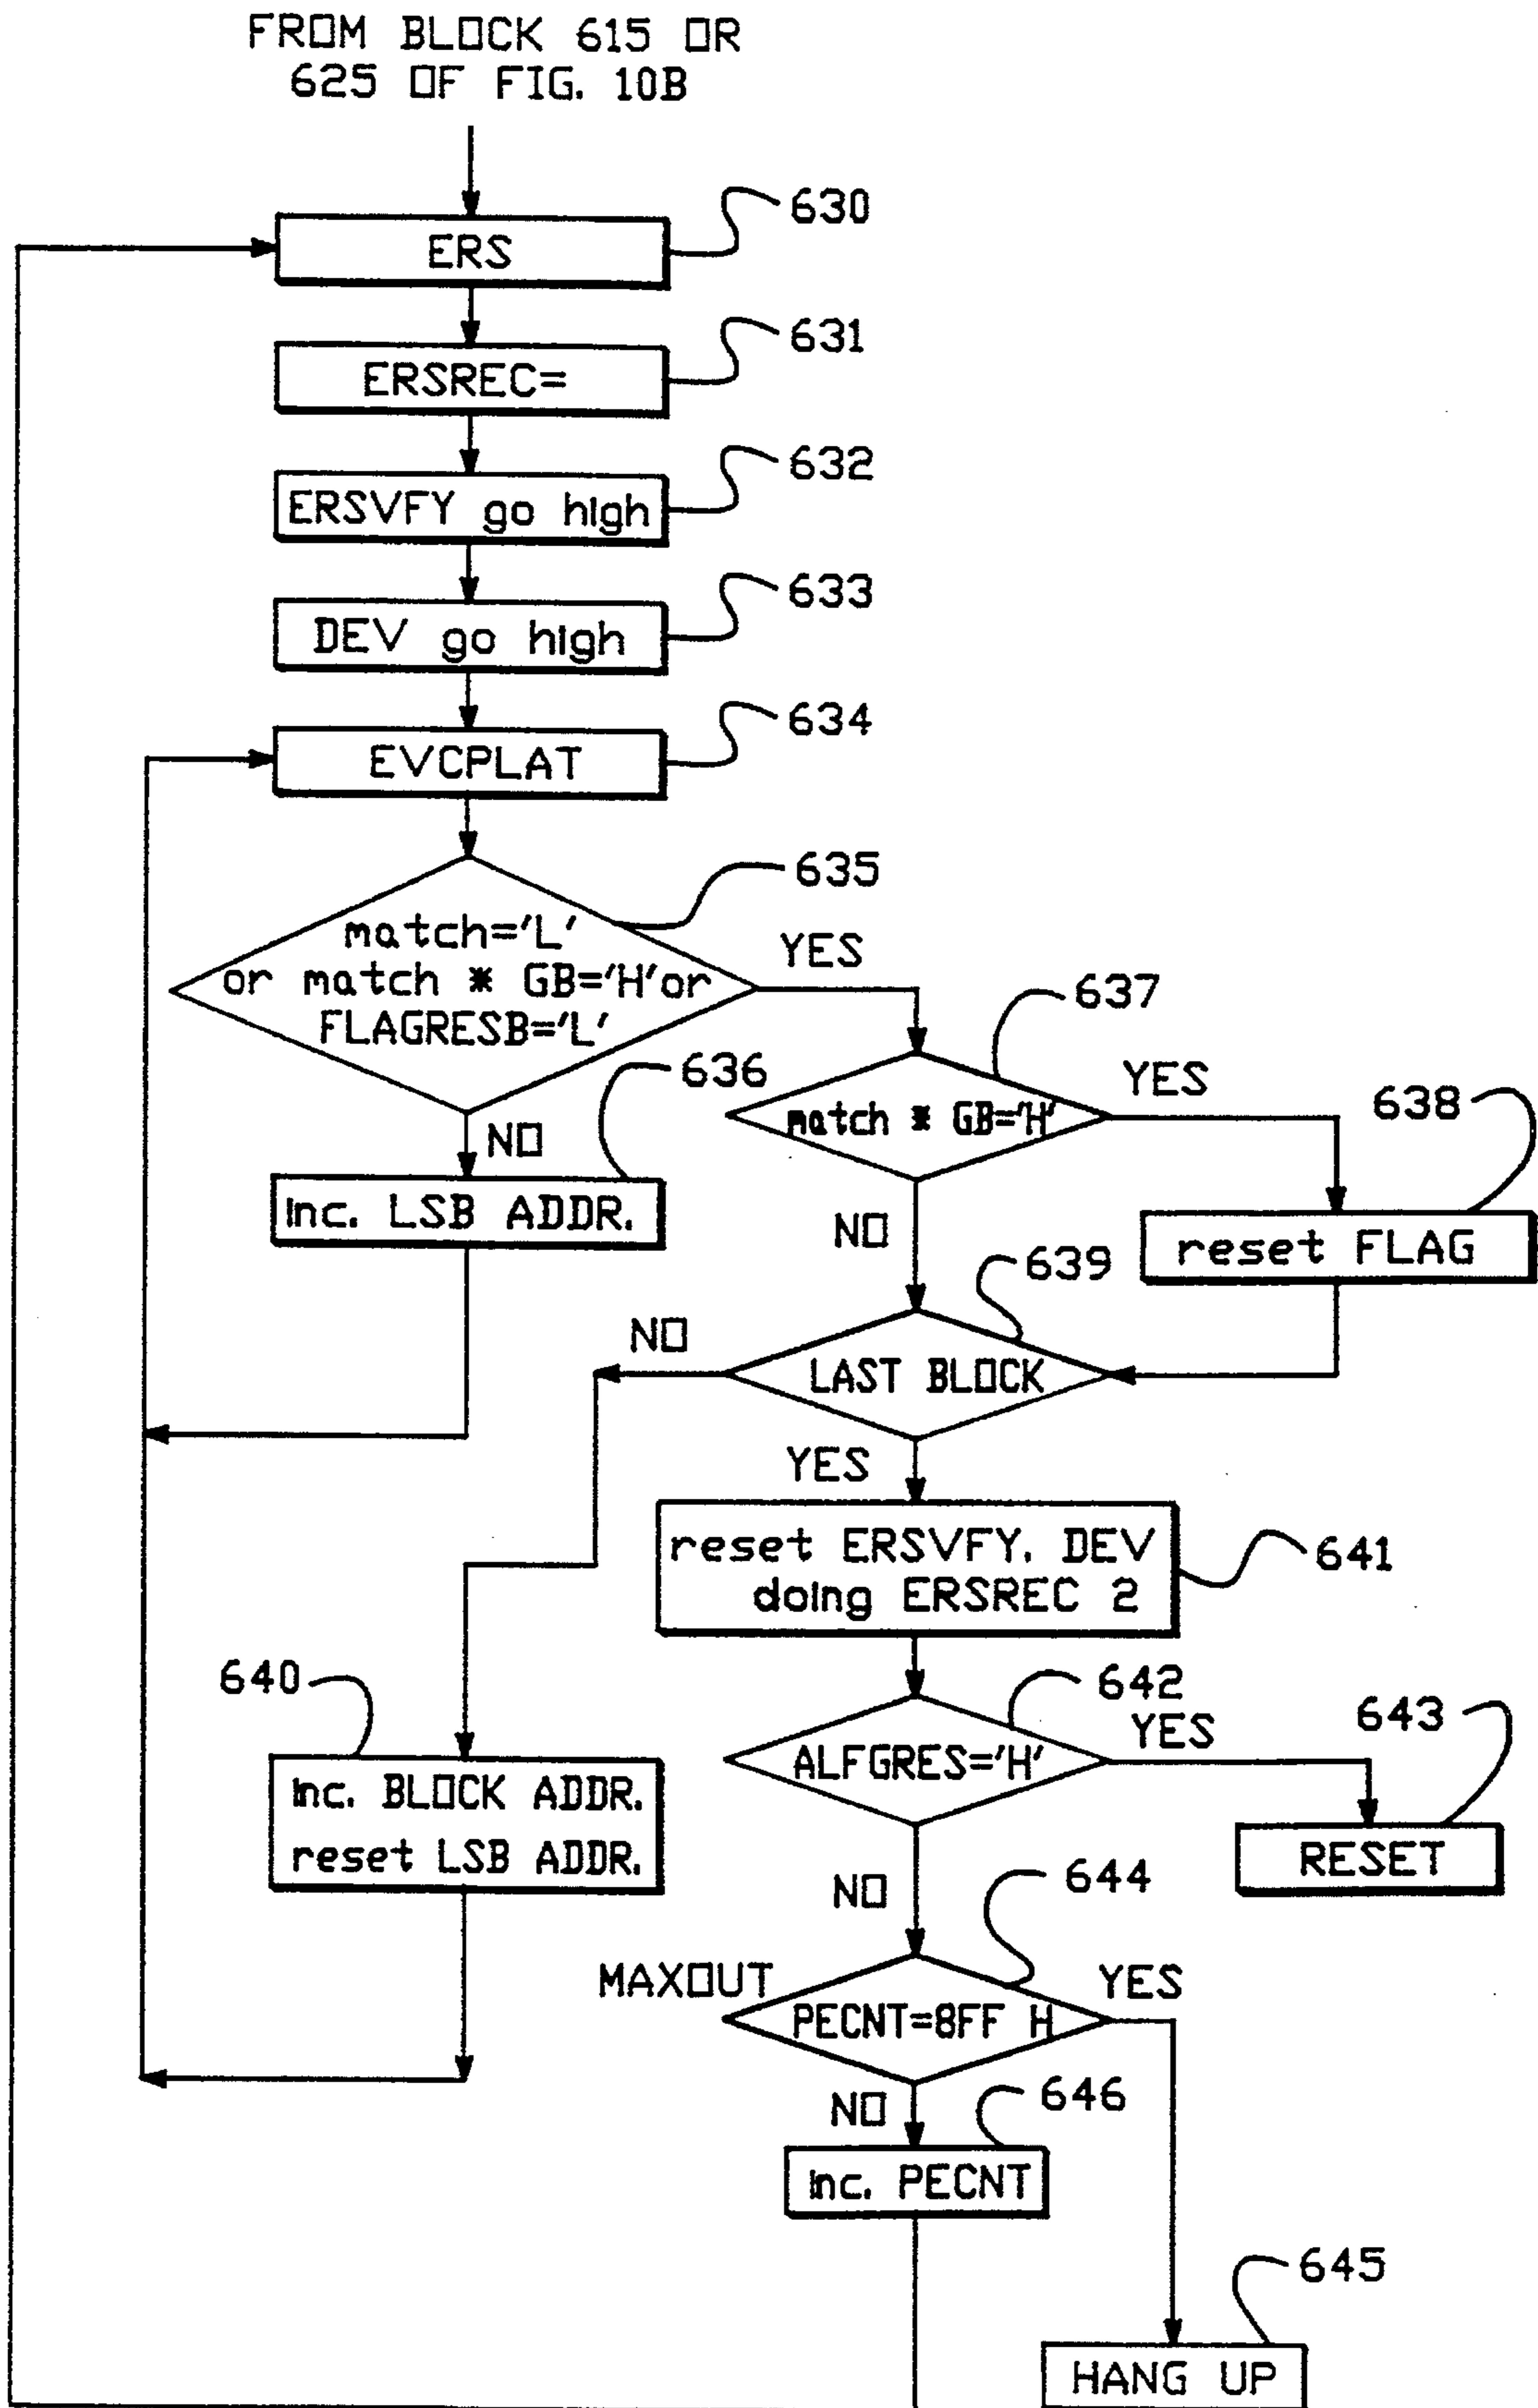 FROM BLOCK 615 OR
625 OF FIG. 10B
630
ERS
631
ERSREC=
632
ERSVFY go high
633
DEV go high
634
EVCPLAT
635
match='L'
or match * GB='H'or
FLAGRESB='L'
YES
637
636
NO
match * GB='H'
YES
638
Inc. LSB ADDR.
NO
reset FLAG
639
NO
LAST BLOCK
YES
reset ERSVFY. DEV
doing ERSREC 2
641
640
642
YES
643
Inc. BLOCK ADDR.
reset LSB ADDR.
ALFGRES='H'
RESET
NO
644
MAXOUT
YES
PECNT=8FF H
NO
646
Inc. PECNT
645
HANG UP